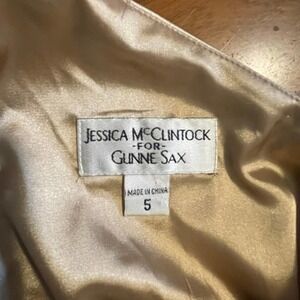 JESSICA McCLINTOCK
-FOR-
GUNNE SAX
MADE IN CHINA
5